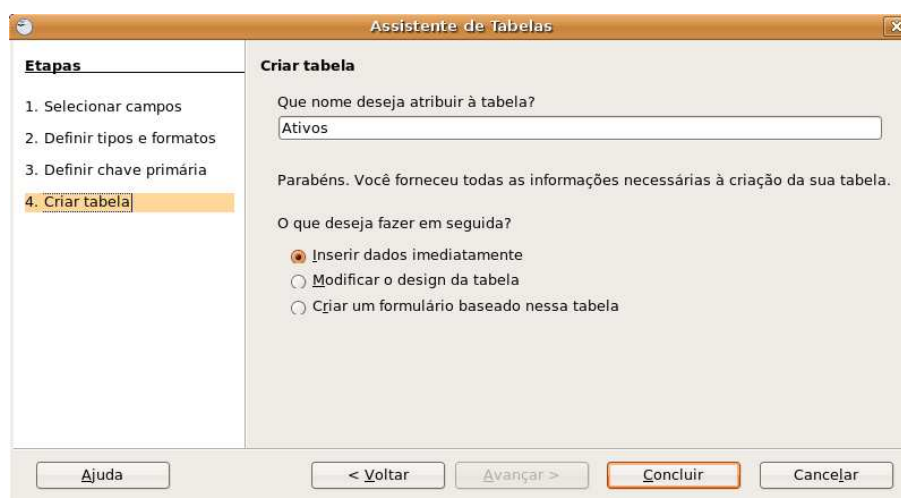 Assistente de Tabelas
Etapas
1. Selecionar campos
2. Definir tipos e formatos
3. Definir chave primária
4. Criar tabela
Criar tabela
Que nome deseja atribuir à tabela?
Ativos
Parabéns. Você forneceu todas as informações necessárias à criação da sua tabela.
O que deseja fazer em seguida?
Inserir dados imediatamente
Modificar o design da tabela
Criar um formulário baseado nessa tabela
Ajuda
< Voltar
Avançar >
Concluir
Cancelar